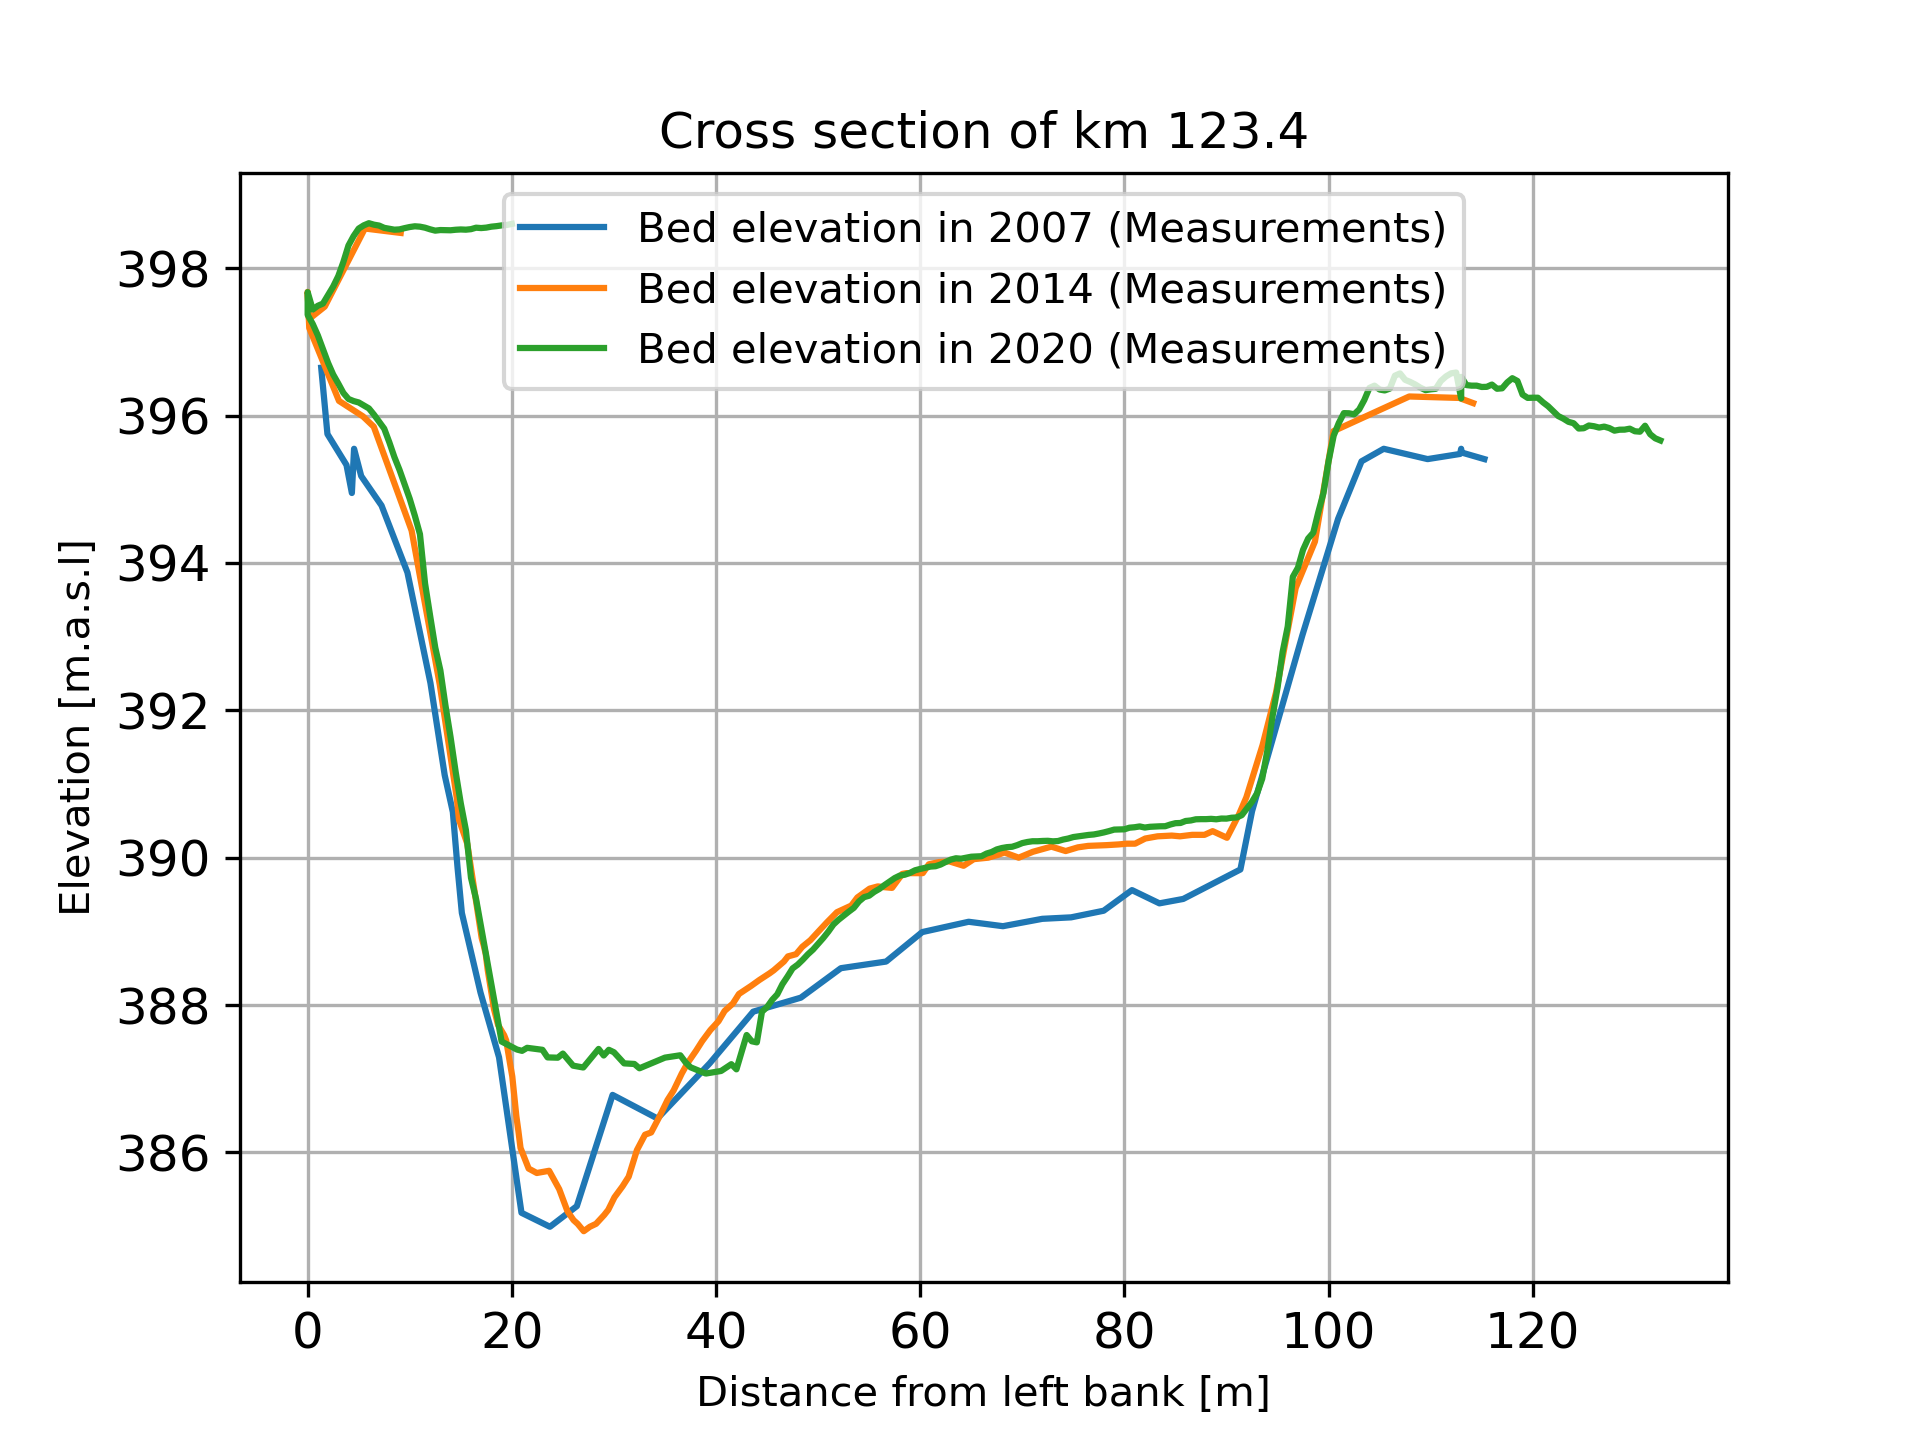 Cross section of km 123.4
Bed elevation in 2007 (Measurements)
Bed elevation in 2014 (Measurements)
Bed elevation in 2020 (Measurements)
Elevation [m.a.s.l]
398
396
394
392
390
388
386
0 20 40 60 80 100 120
Distance from left bank [m]